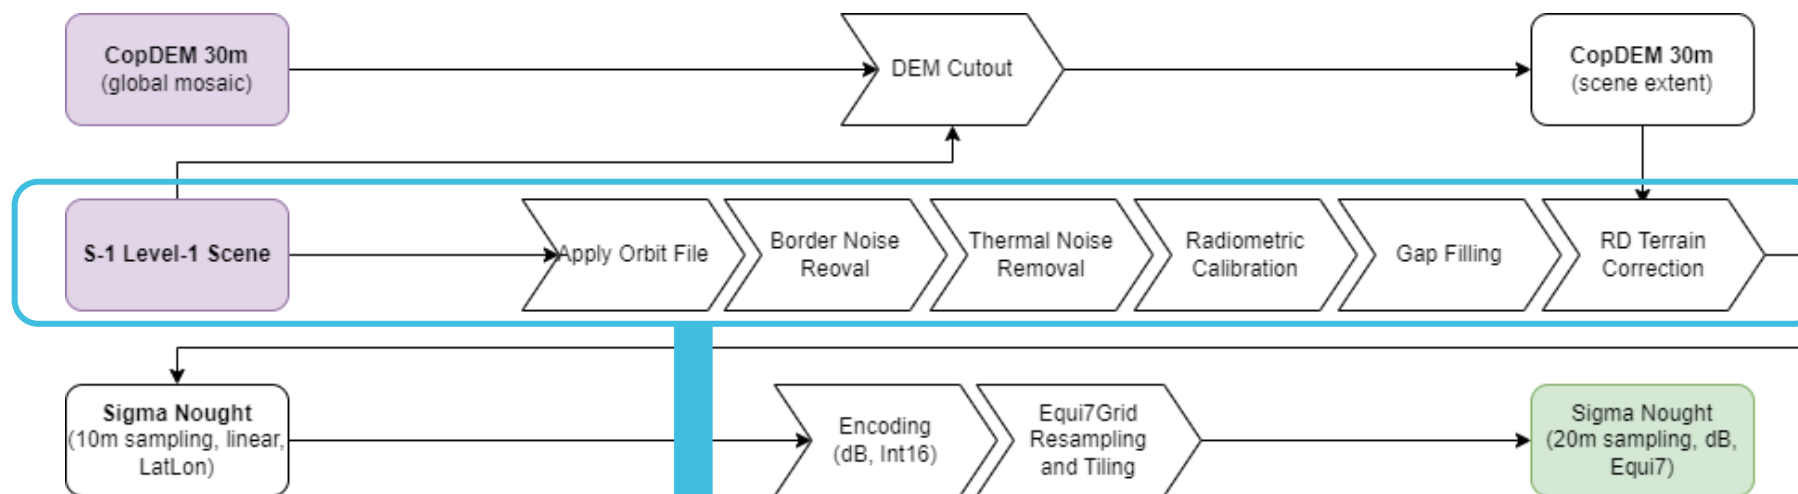 CopDEM 30m
(global mosaic)
DEM Cutout
CopDEM 30m
(scene extent)
S-1 Level-1 Scene
Apply Orbit File
Border Noise
Reoval
Thermal Noise
Removal
Radiometric
Calibration
Gap Filling
RD Terrain
Correction
Sigma Nought
(10m sampling, linear,
LatLon)
Encoding
(dB, Int16)
Equi7Grid
Resampling
and Tiling
Sigma Nought
(20m sampling, dB,
Equi7)